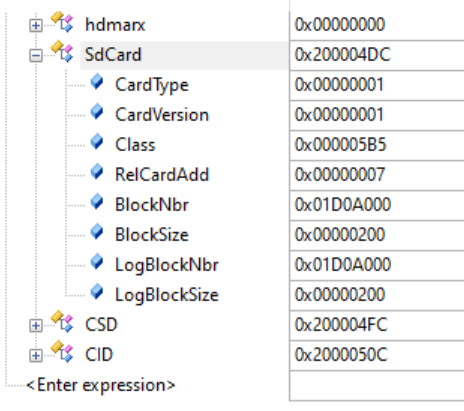 hdmarx 0x00000000
SdCard 0x200004DC
CardType 0x00000001
CardVersion 0x00000001
Class 0x000005B5
RelCardAdd 0x00000007
BlockNbr 0x01D0A000
BlockSize 0x00000200
LogBlockNbr 0x01D0A000
LogBlockSize 0x00000200
CSD 0x200004FC
CID 0x2000050C
<Enter expression>